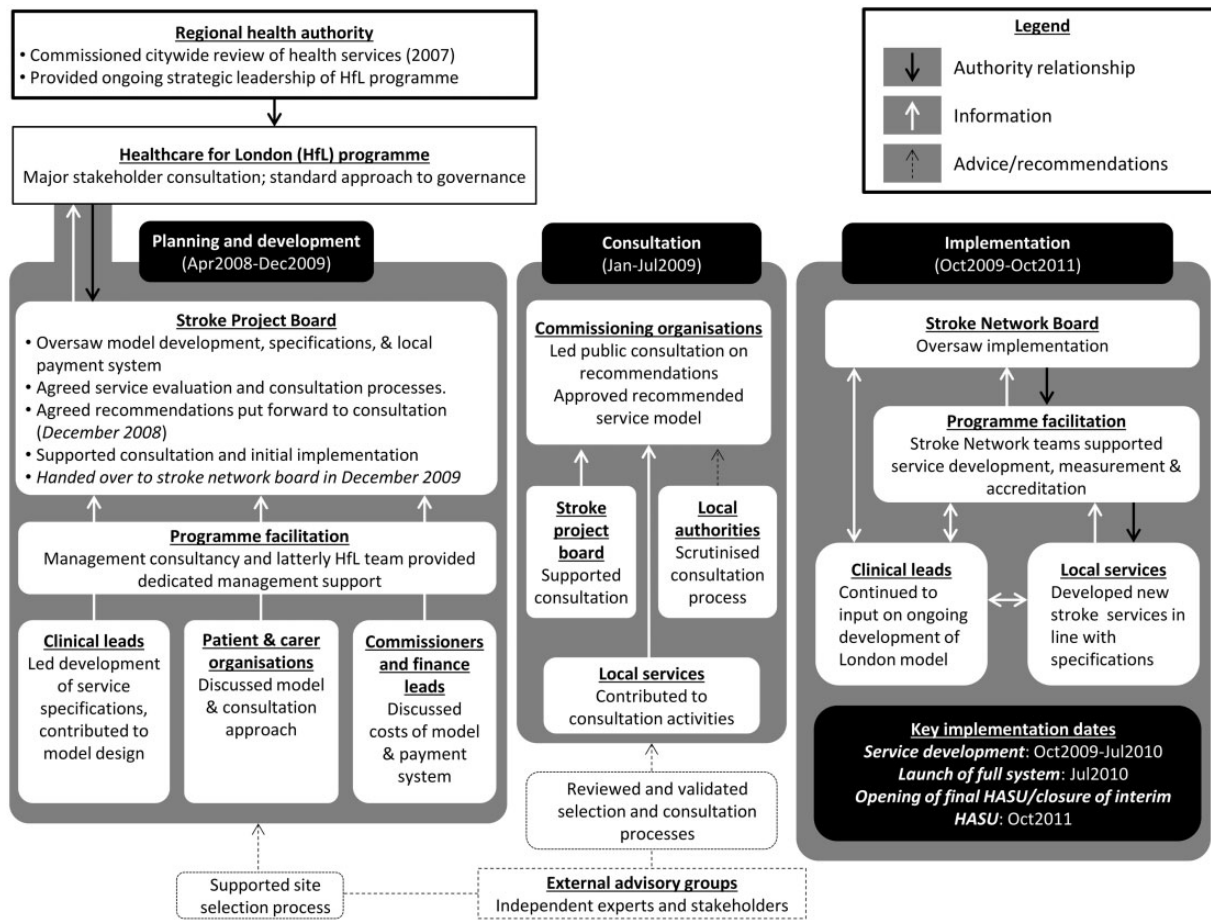 Regional health authority
• Commissioned citywide review of health services (2007)
• Provided ongoing strategic leadership of HfL programme
Healthcare for London (HfL) programme
Major stakeholder consultation; standard approach to governance
Legend
Authority relationship
Information
Advice/recommendations
Planning and development
(Apr2008-Dec2009)
Stroke Project Board
• Oversaw model development, specifications, & local
payment system
• Agreed service evaluation and consultation processes.
• Agreed recommendations put forward to consultation
(December 2008)
• Supported consultation and initial implementation
• Handed over to stroke network board in December 2009
Programme facilitation
Management consultancy and latterly HfL team provided
dedicated management support
Clinical leads
Led development
of service
specifications,
contributed to
model design
Patient & carer
organisations
Discussed model
& consultation
approach
Commissioners
and finance
leads
Discussed
costs of model
& payment
system
Consultation
(Jan-Jul2009)
Commissioning organisations
Led public consultation on
recommendations
Approved recommended
service model
Stroke
project
board
Supported
consultation
Local
authorities
Scrutinised
consultation
process
Local services
Contributed to
consultation activities
Implementation
(Oct2009-Oct2011)
Stroke Network Board
Oversaw implementation
Programme facilitation
Stroke Network teams supported
service development, measurement &
accreditation
Clinical leads
Continued to
input on ongoing
development of
London model
Local services
Developed new
stroke services in
line with
specifications
Key implementation dates
Service development: Oct2009-Jul2010
Launch of full system: Jul2010
Opening of final HASU/closure of interim
HASU: Oct2011
Reviewed and validated
selection and consultation
processes
Supported site
selection process
External advisory groups
Independent experts and stakeholders